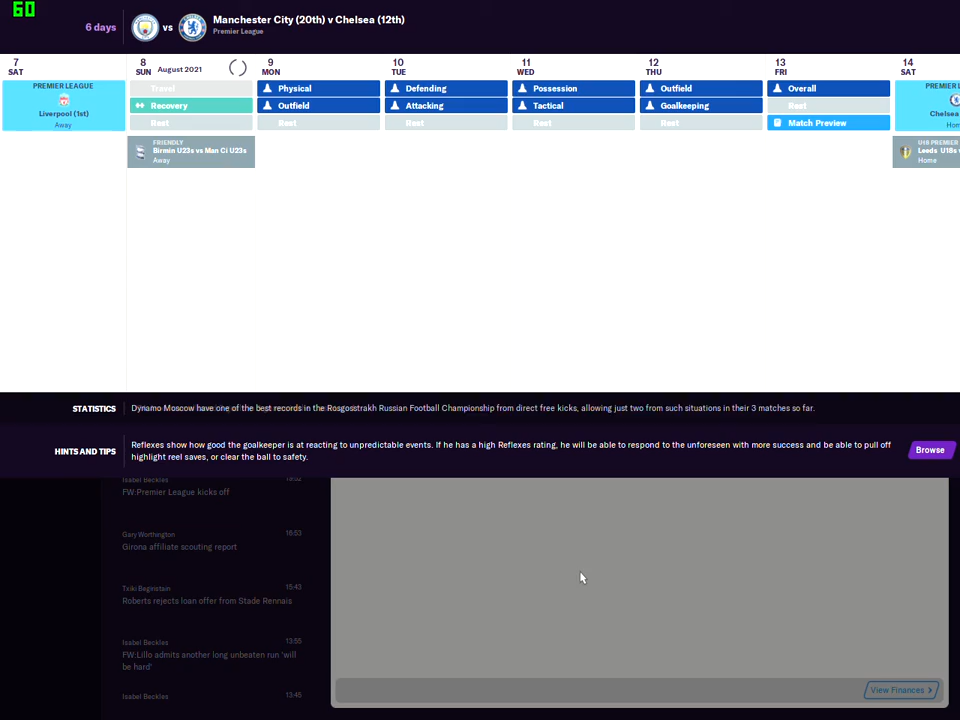 60
6 days
vs
Manchester City (20th) v Chelsea (12th)
Premier League
7
SAT
8
SUN
August 2021
9
MON
10
TUE
11
WED
12
THU
13
FRI
14
SAT
PREMIER LEAGUE
Liverpool (1st)
Away
Travel
Recovery
Rest
Physical
Outfield
Rest
Defending
Attacking
Rest
Possession
Tactical
Rest
Outfield
Goalkeeping
Rest
Overall
Rest
Match Preview
PREMIER L
Chelsea
Hom
FRIENDLY
Birmin U23s vs Man Ci U23s
Away
U18 PREMIER
Leeds U18s v
Home
STATISTICS
Dynamo Moscow have one of the best records in the Rosgosstrakh Russian Football Championship from direct free kicks, allowing just two from such situations in their 3 matches so far.
HINTS AND TIPS
Reflexes show how good the goalkeeper is at reacting to unpredictable events. If he has a high Reflexes rating, he will be able to respond to the unforeseen with more success and be able to pull off
highlight reel saves, or clear the ball to safety.
Browse
Isabel Beckles
FW:Premier League kicks off
Gary Worthington
16:53
Girona affiliate scouting report
Txiki Begiristain
15:43
Roberts rejects loan offer from Stade Rennais
Isabel Beckles
13:55
FW:Lillo admits another long unbeaten run 'will
be hard'
Isabel Beckles
13:45
View Finances